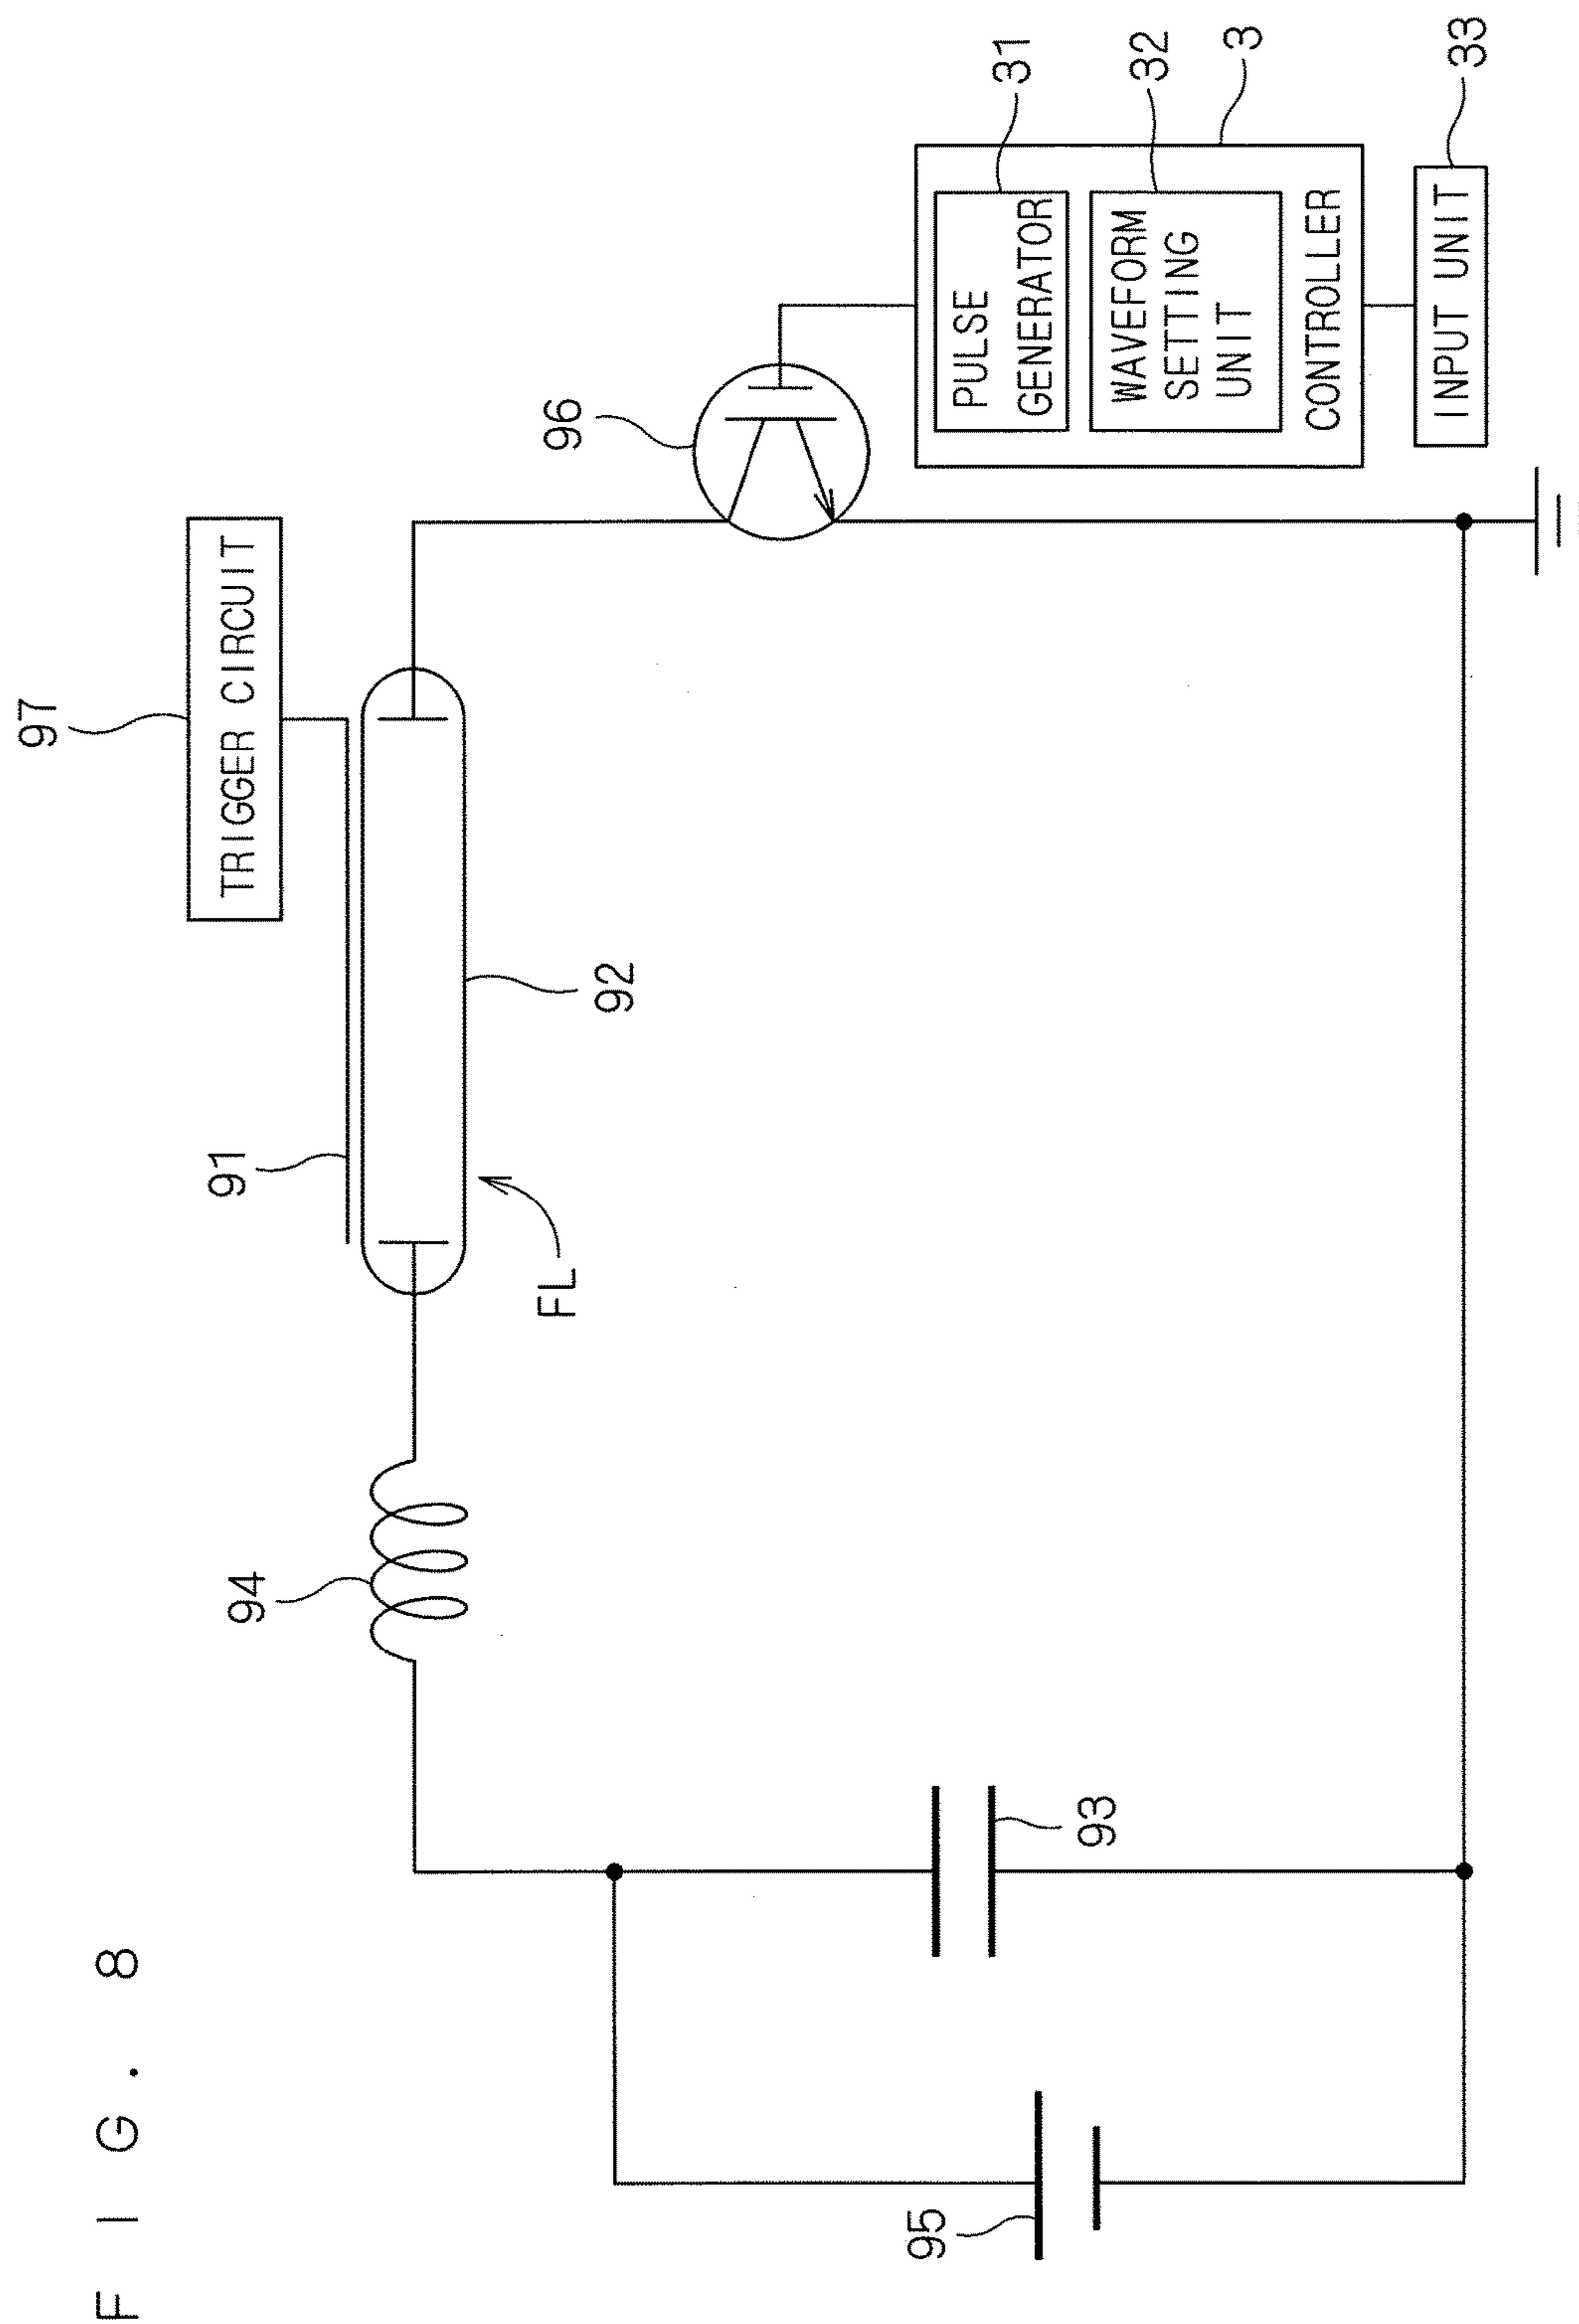 FIG. 8
97
TRIGGER CIRCUIT
91
92
FL
94
96
31
PULSE
GENERATOR
32
WAVEFORM
SETTING
UNIT
3
CONTROLLER
33
INPUT UNIT
93
95